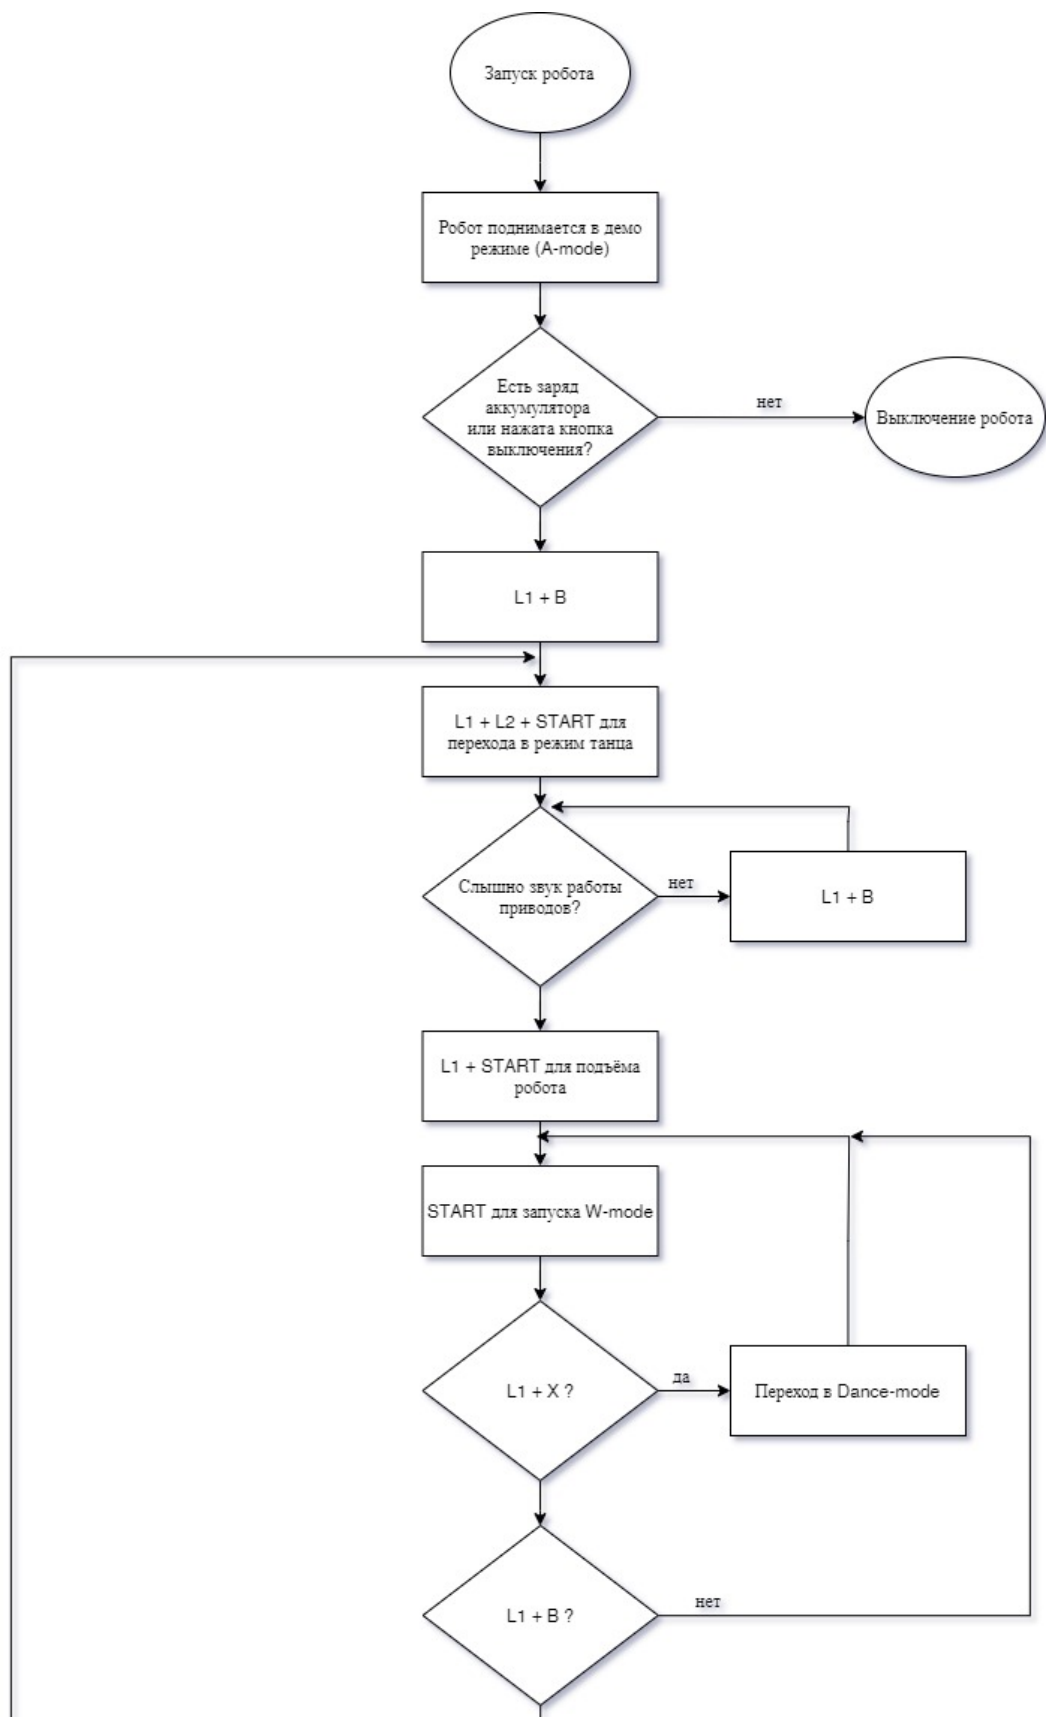 Запуск робота
Робот поднимается в демо
режиме (A-mode)
Есть заряд
аккумулятора
или нажата кнопка
выключения?
нет
Выключение робота
L1 + B
L1 + L2 + START для
перехода в режим танца
Слышно звук работы
приводов?
нет
L1 + B
L1 + START для подъёма
робота
START для запуска W-mode
L1 + X ?
да
Переход в Dance-mode
L1 + B ?
нет